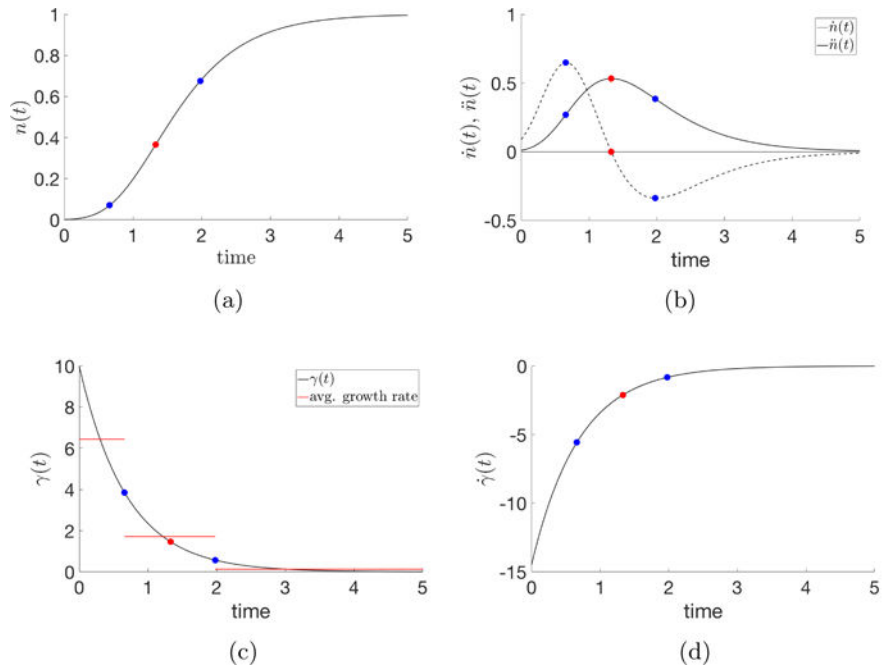 1
0.8
0.6
0.4
0.2
0
n(t)
0 1 2 3 4 5
time
(a)
1
0.5
0
-0.5
ṅ(t), n̈(t)
ṅ(t)
n̈(t)
0 1 2 3 4 5
time
(b)
10
8
6
4
2
0
γ(t)
γ(t)
avg. growth rate
0 1 2 3 4 5
time
(c)
0
-5
-10
-15
γ̇(t)
0 1 2 3 4 5
time
(d)